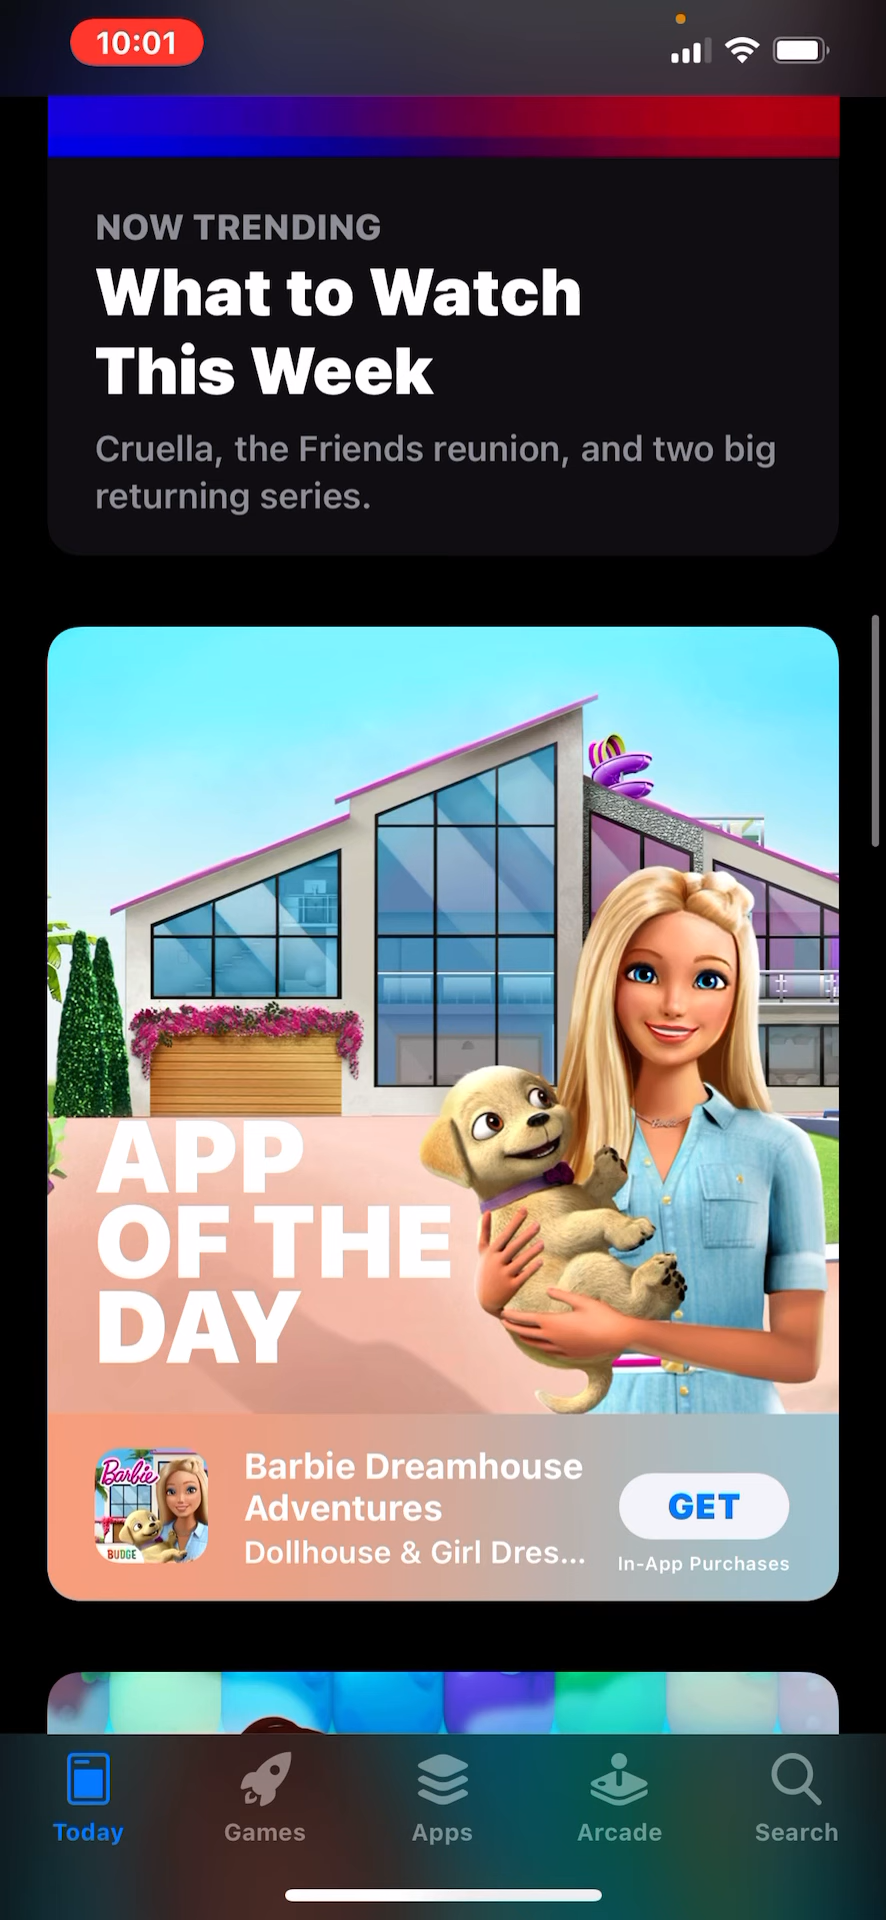 10:01
NOW TRENDING
What to Watch
This Week
Cruella, the Friends reunion, and two big
returning series.
APP
OF THE
DAY
Barbie
BUDGE
Barbie Dreamhouse
Adventures
Dollhouse & Girl Dres...
GET
In-App Purchases
Today
Games
Apps
Arcade
Search